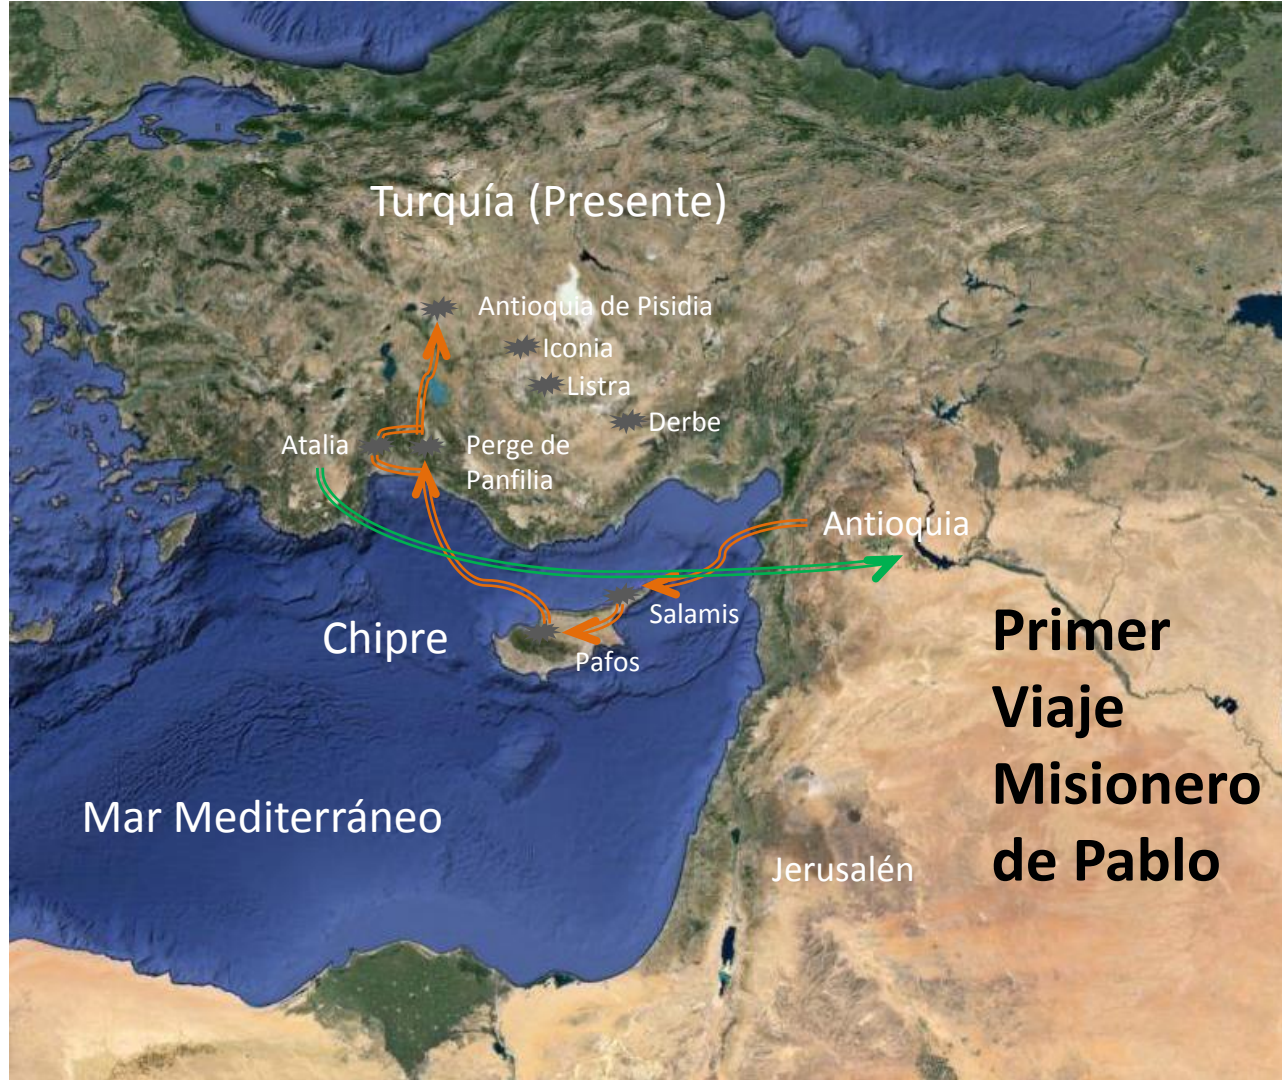 Turquía (Presente)
Antioquia de Pisidia
Iconia
Listra
Derbe
Atalia
Perge de
Panfilia
Antioquia
Salamis
Chipre
Pafos
Primer
Viaje
Misionero
de Pablo
Mar Mediterráneo
Jerusalén